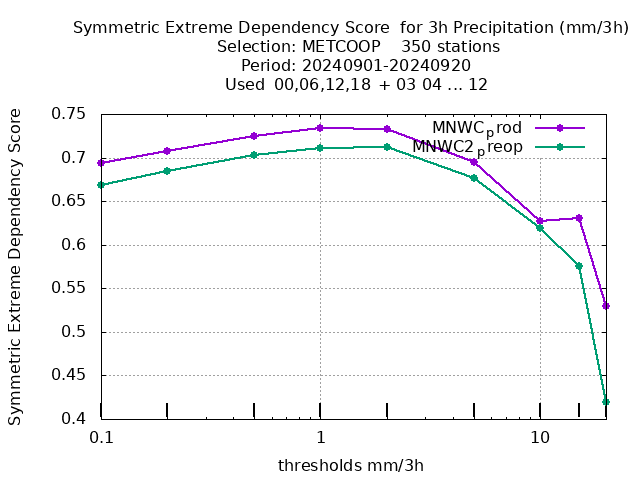 Symmetric Extreme Dependency Score  for 3h Precipitation (mm/3h)
Selection: METCOOP    350 stations
Period: 20240901-20240920
Used  00,06,12,18 + 03 04 ... 12
Symmetric Extreme Dependency Score
0.75
0.7
0.65
0.6
0.55
0.5
0.45
0.4
MNWCprod
MNWC2preop
0.1
1
10
thresholds mm/3h